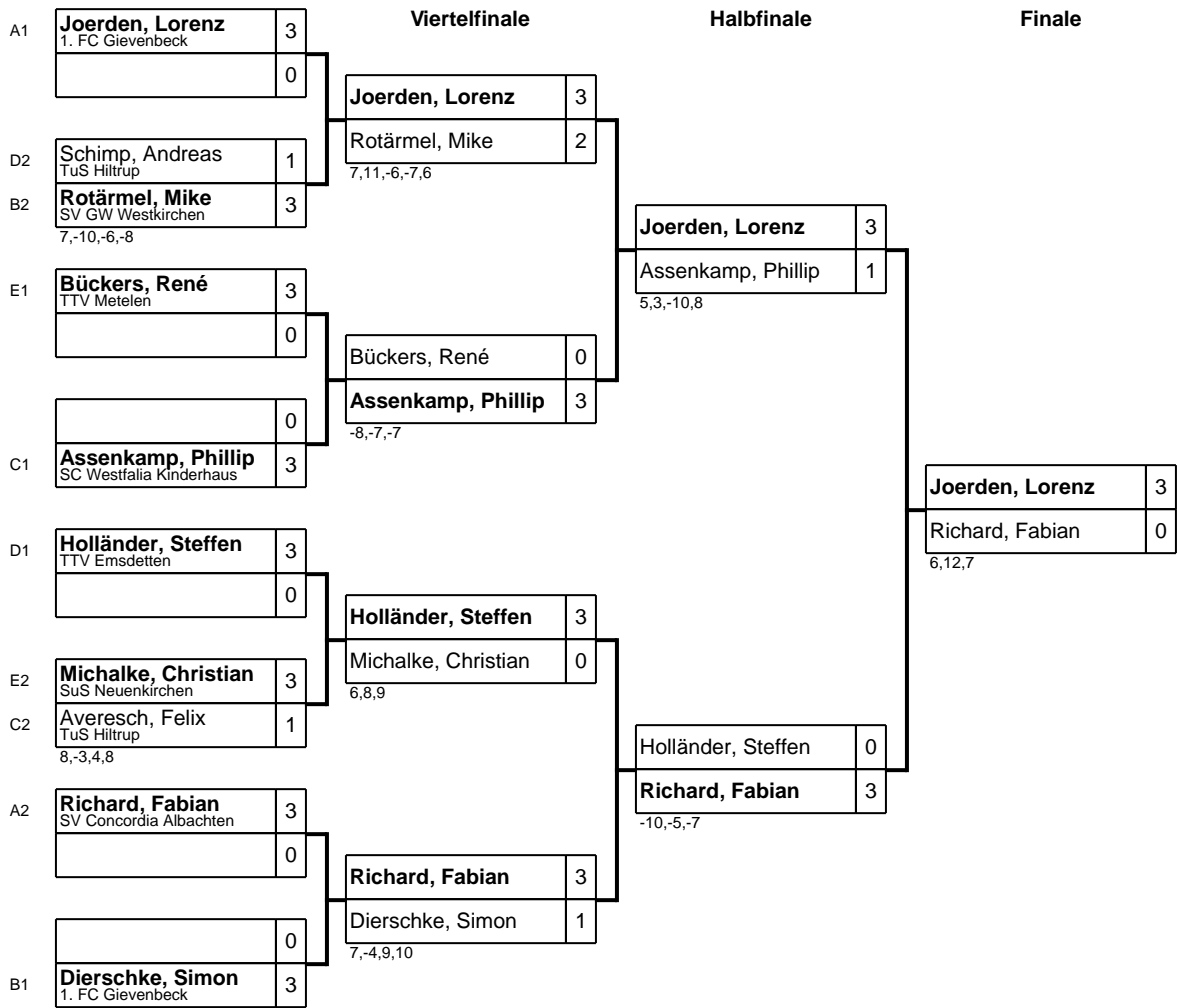 Viertelfinale
Halbfinale
Finale
A1
Joerden, Lorenz 3
1. FC Gievenbeck
0
D2
Schimp, Andreas 1
TuS Hiltrup
B2
Rotärmel, Mike 3
SV GW Westkirchen
7,-10,-6,-8
E1
Bückers, René 3
TTV Metelen
0
0
C1
Assenkamp, Phillip 3
SC Westfalia Kinderhaus
D1
Holländer, Steffen 3
TTV Emsdetten
0
E2
Michalke, Christian 3
SuS Neuenkirchen
C2
Averesch, Felix 1
TuS Hiltrup
8,-3,4,8
A2
Richard, Fabian 3
SV Concordia Albachten
0
0
B1
Dierschke, Simon 3
1. FC Gievenbeck
Joerden, Lorenz 3
Rotärmel, Mike 2
7,11,-6,-7,6
Bückers, René 0
Assenkamp, Phillip 3
-8,-7,-7
Holländer, Steffen 3
Michalke, Christian 0
6,8,9
Richard, Fabian 3
Dierschke, Simon 1
7,-4,9,10
Joerden, Lorenz 3
Assenkamp, Phillip 1
5,3,-10,8
Holländer, Steffen 0
Richard, Fabian 3
-10,-5,-7
Joerden, Lorenz 3
Richard, Fabian 0
6,12,7